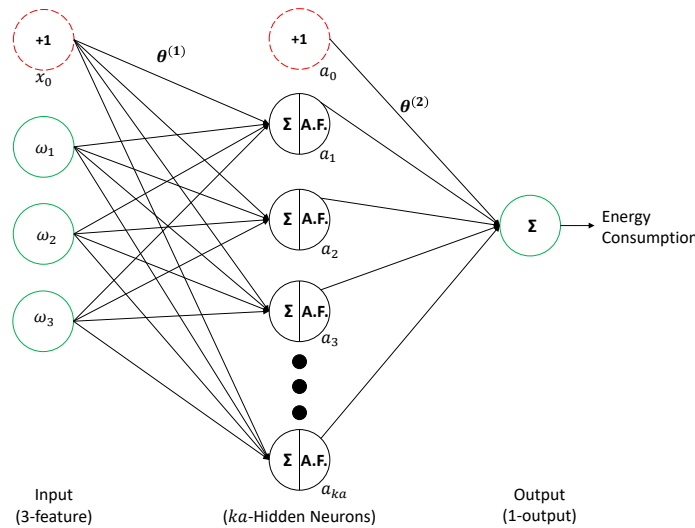 +1
x₀
ω₁
ω₂
ω₃
θ⁽¹⁾
+1
a₀
Σ A.F.
a₁
Σ A.F.
a₂
Σ A.F.
a₃
Σ A.F.
aₖₐ
θ⁽²⁾
Σ
Energy
Consumption
Input
(3-feature)
(ka-Hidden Neurons)
Output
(1-output)